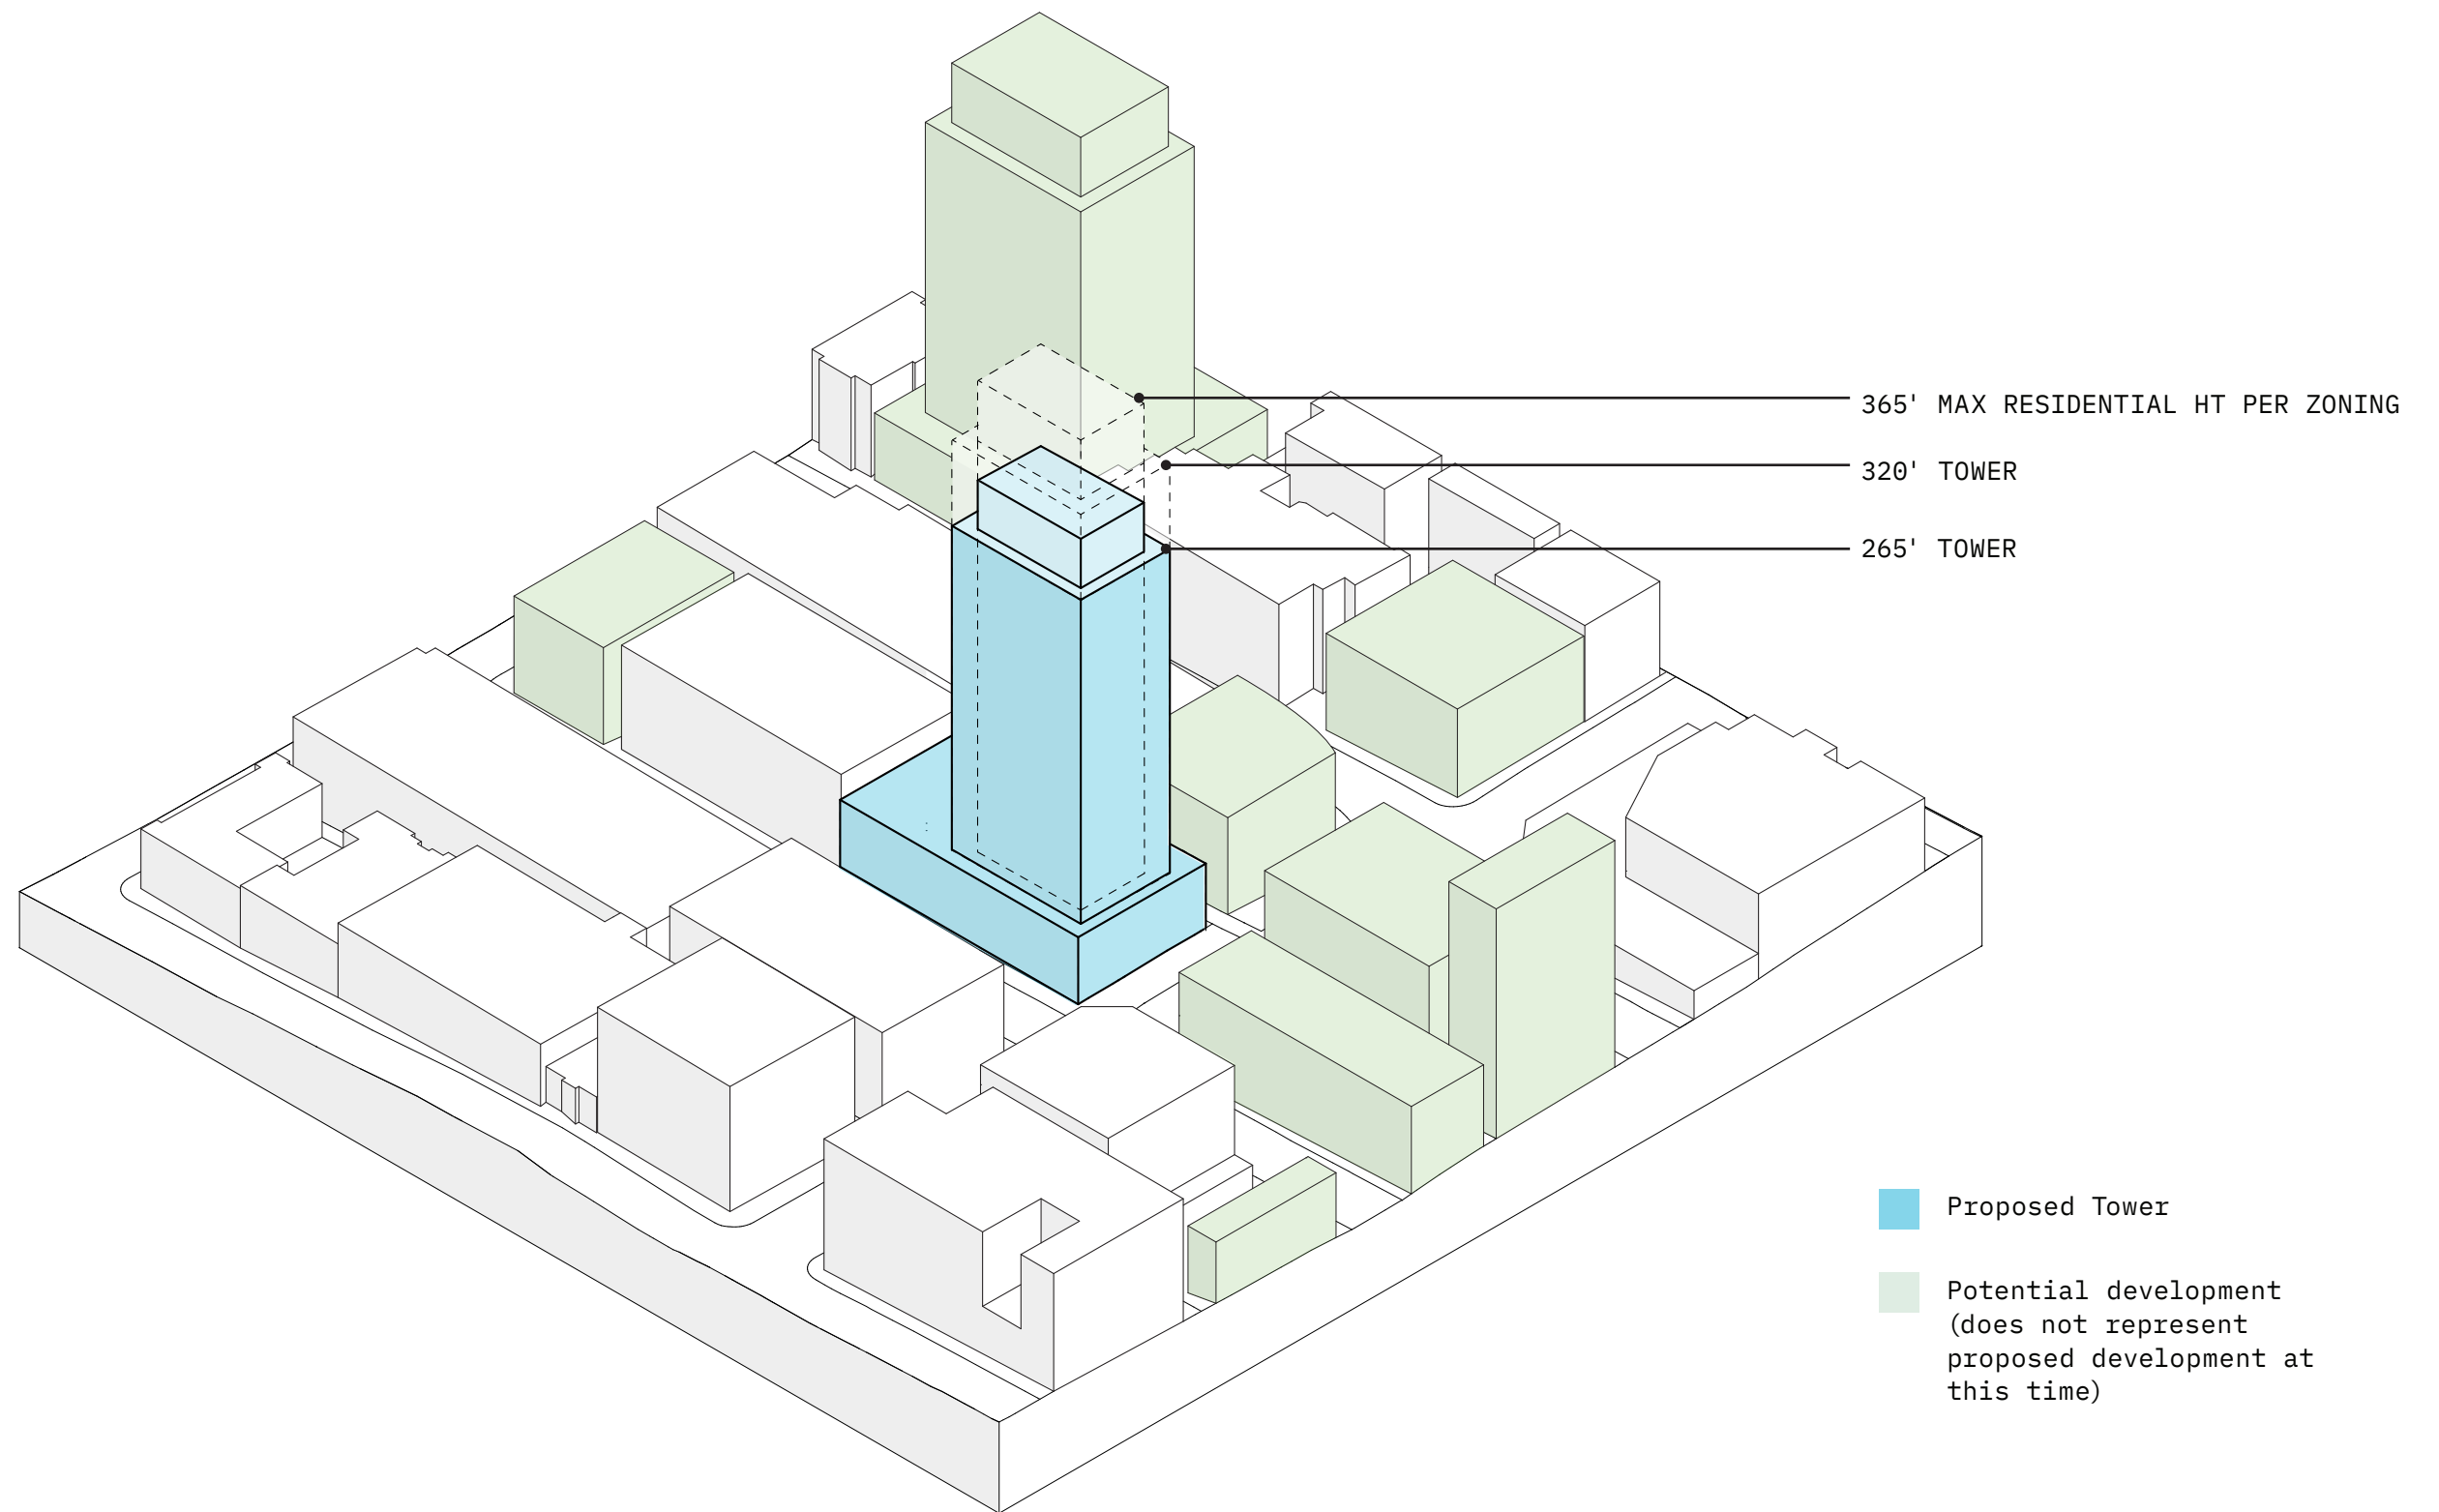 365' MAX RESIDENTIAL HT PER ZONING
320' TOWER
265' TOWER
Proposed Tower
Potential development
(does not represent
proposed development at
this time)